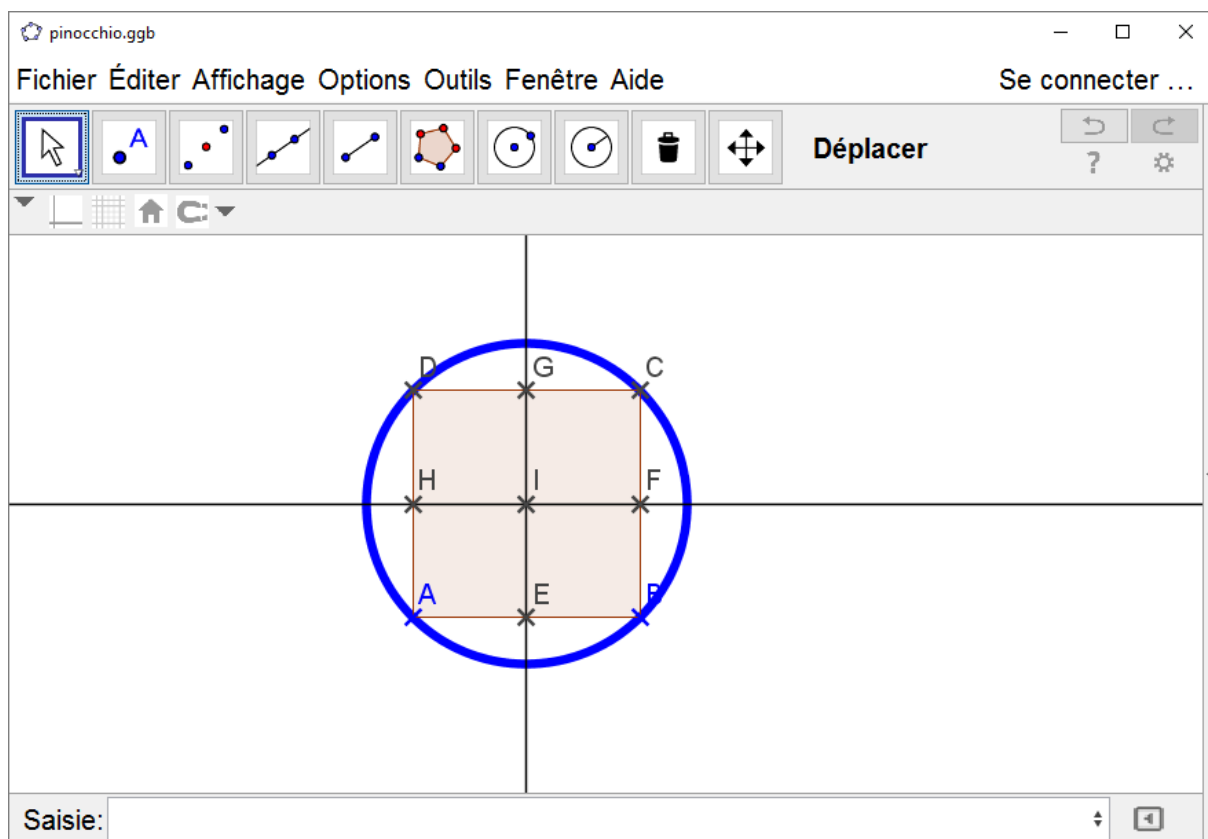 pinocchio.ggb
Fichier Éditer Affichage Options Outils Fenêtre Aide Se connecter ...
A Déplacer ?
D G C
H I F
A E B
Saisie: